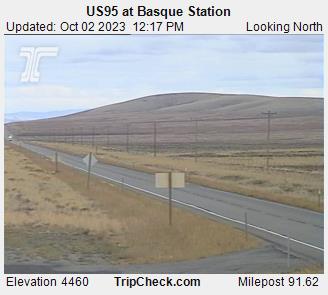 US95 at Basque Station
Updated: Oct 02 2023 12:17 PM Looking North
Elevation 4460 TripCheck.com Milepost 91.62